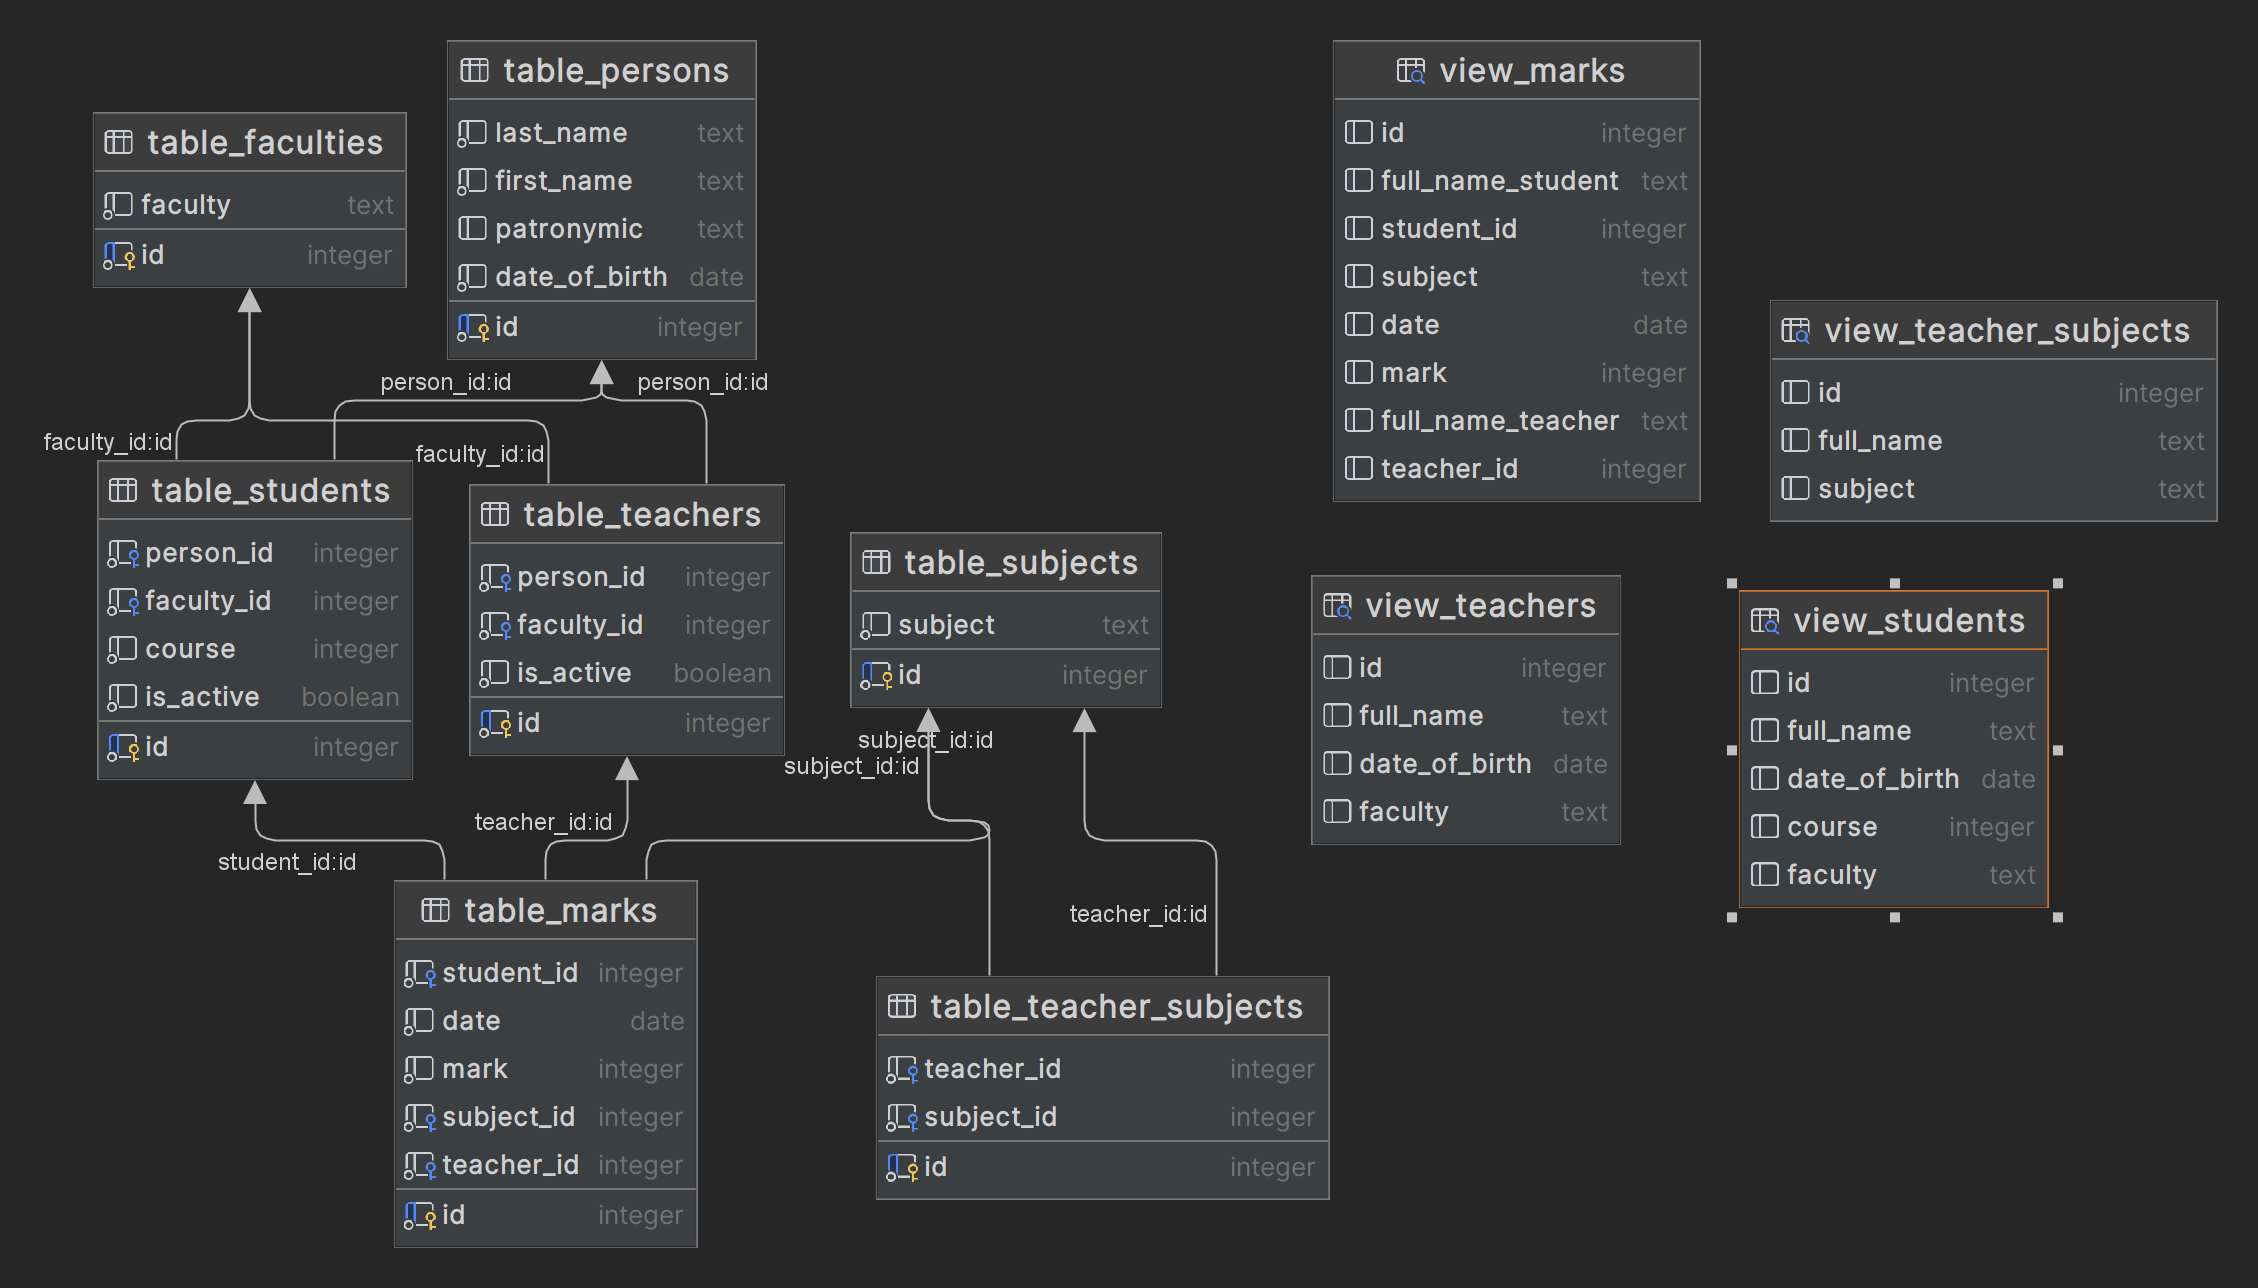 table_persons
last_name text
first_name text
patronymic text
date_of_birth date
id integer
table_faculties
faculty text
id integer
person_id:id
person_id:id
faculty_id:id
faculty_id:id
table_students
person_id integer
faculty_id integer
course integer
is_active boolean
id integer
table_teachers
person_id integer
faculty_id integer
is_active boolean
id integer
table_subjects
subject text
id integer
subject_id:id
subject_id:id
teacher_id:id
student_id:id
teacher_id:id
table_marks
student_id integer
date date
mark integer
subject_id integer
teacher_id integer
id integer
table_teacher_subjects
teacher_id integer
subject_id integer
id integer
view_marks
id integer
full_name_student text
student_id integer
subject text
date date
mark integer
full_name_teacher text
teacher_id integer
view_teacher_subjects
id integer
full_name text
subject text
view_teachers
id integer
full_name text
date_of_birth date
faculty text
view_students
id integer
full_name text
date_of_birth date
course integer
faculty text